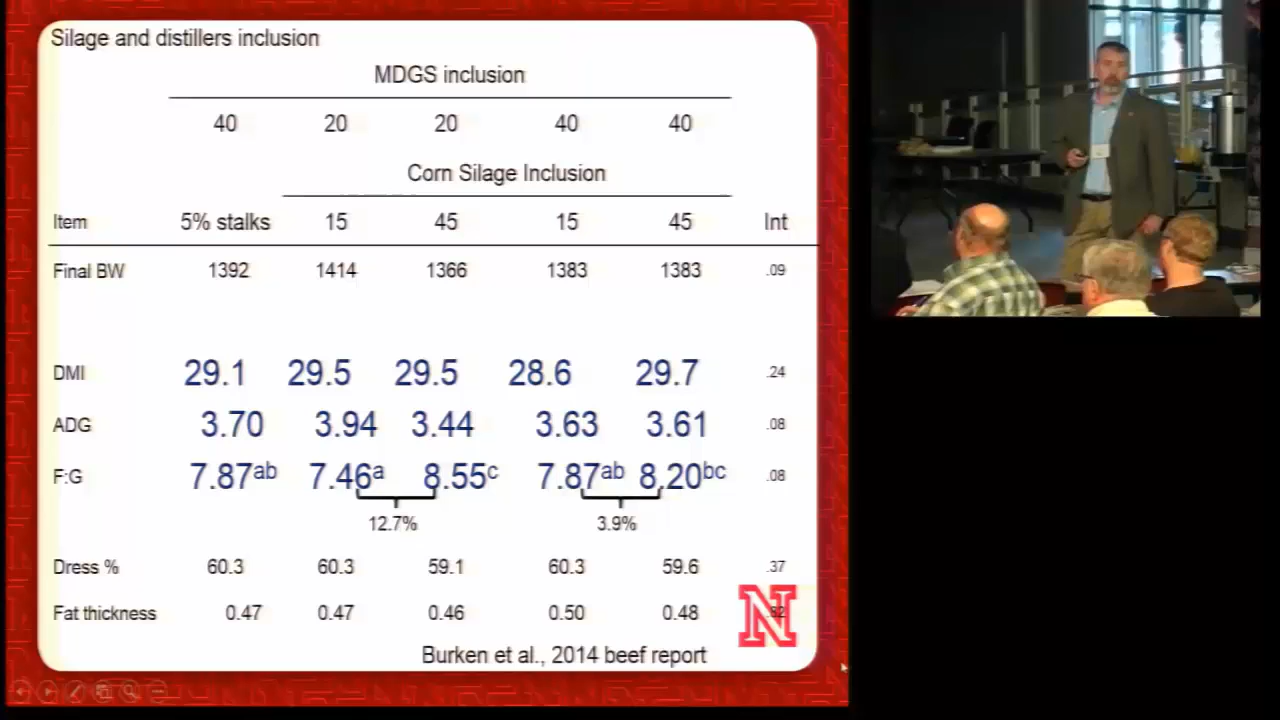 Silage and distillers inclusion
MDGS inclusion
40 20 20 40 40
Corn Silage Inclusion
Item 5% stalks 15 45 15 45 Int
Final BW 1392 1414 1366 1383 1383 .09
DMI 29.1 29.5 29.5 28.6 29.7 .24
ADG 3.70 3.94 3.44 3.63 3.61 .08
F:G 7.87ab 7.46a 8.55c 7.87ab 8.20bc .08
12.7% 3.9%
Dress % 60.3 60.3 59.1 60.3 59.6 .37
Fat thickness 0.47 0.47 0.46 0.50 0.48
N
Burken et al., 2014 beef report